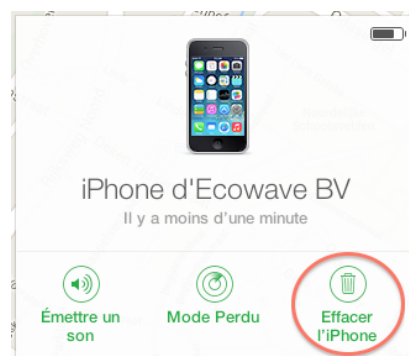 iPhone d'Ecowave BV
Il y a moins d'une minute
Émettre un
son
Mode Perdu
Effacer
l'iPhone